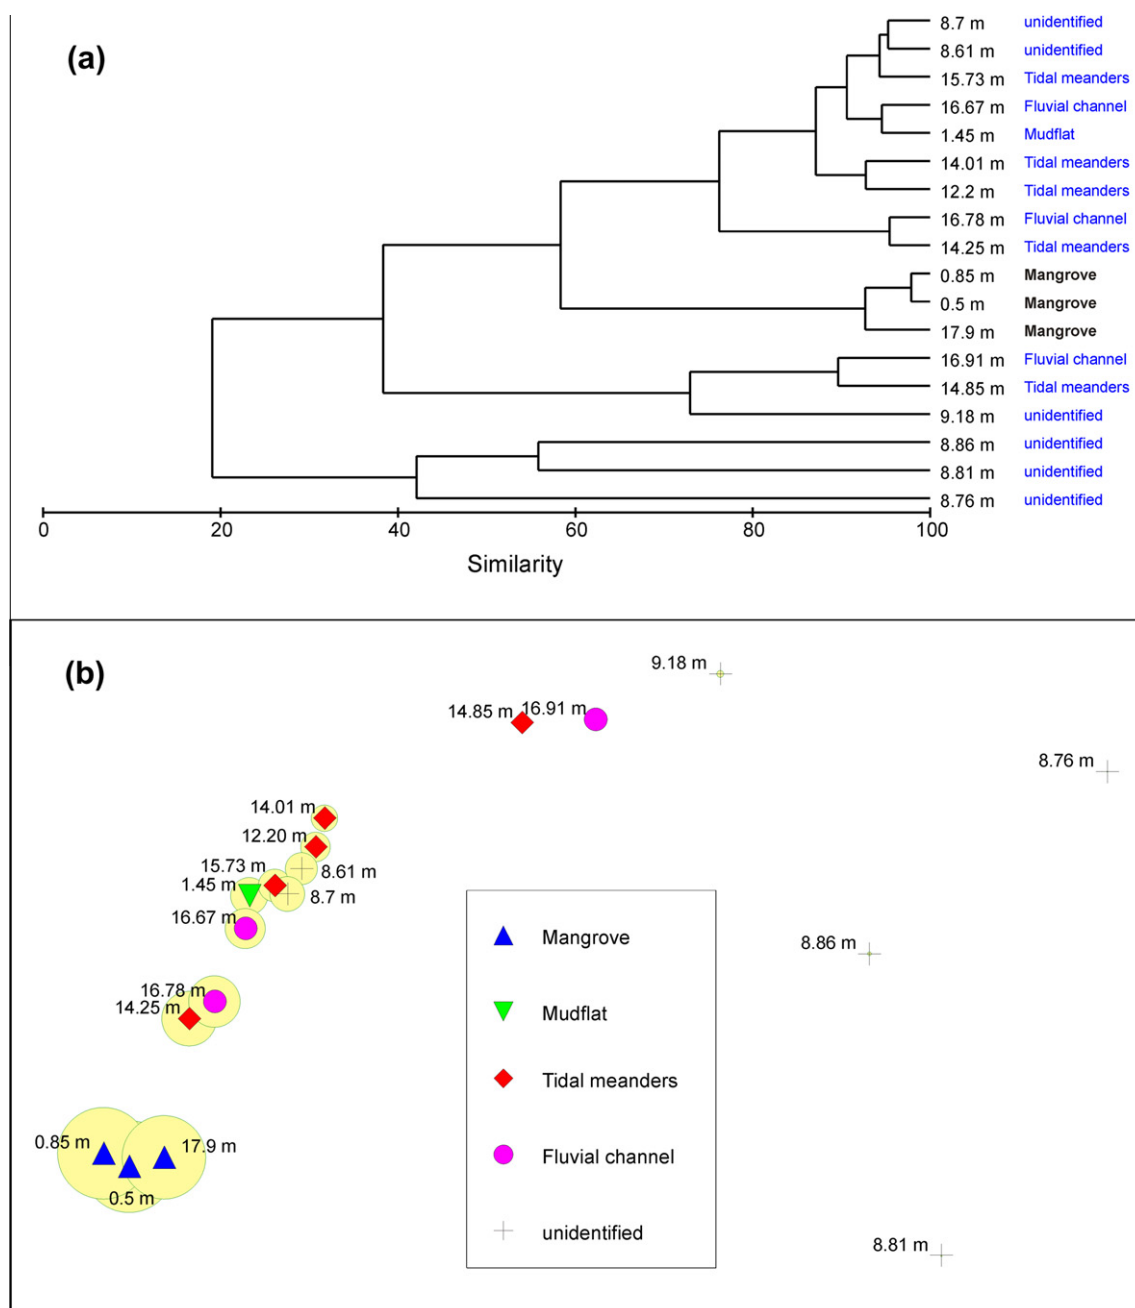 (a)
8.7 m unidentified
8.61 m unidentified
15.73 m Tidal meanders
16.67 m Fluvial channel
1.45 m Mudflat
14.01 m Tidal meanders
12.2 m Tidal meanders
16.78 m Fluvial channel
14.25 m Tidal meanders
0.85 m Mangrove
0.5 m Mangrove
17.9 m Mangrove
16.91 m Fluvial channel
14.85 m Tidal meanders
9.18 m unidentified
8.86 m unidentified
8.81 m unidentified
8.76 m unidentified
0 20 40 60 80 100
Similarity
(b)
9.18 m
14.85 m 16.91 m
8.76 m
14.01 m
12.20 m
15.73 m 8.61 m
1.45 m 8.7 m
16.67 m
8.86 m
16.78 m
14.25 m
0.85 m 17.9 m
0.5 m
8.81 m
Mangrove
Mudflat
Tidal meanders
Fluvial channel
unidentified